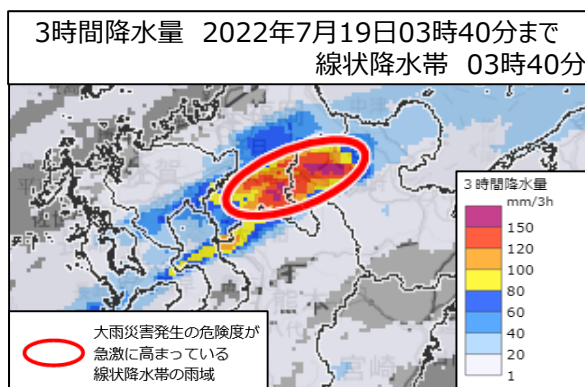 3時間降水量 2022年7月19日03時40分まで
線状降水帯 03時40分
3時間降水量
mm/3h
150
120
100
80
60
40
20
1
大雨災害発生の危険度が
急激に高まっている
線状降水帯の雨域
宮崎